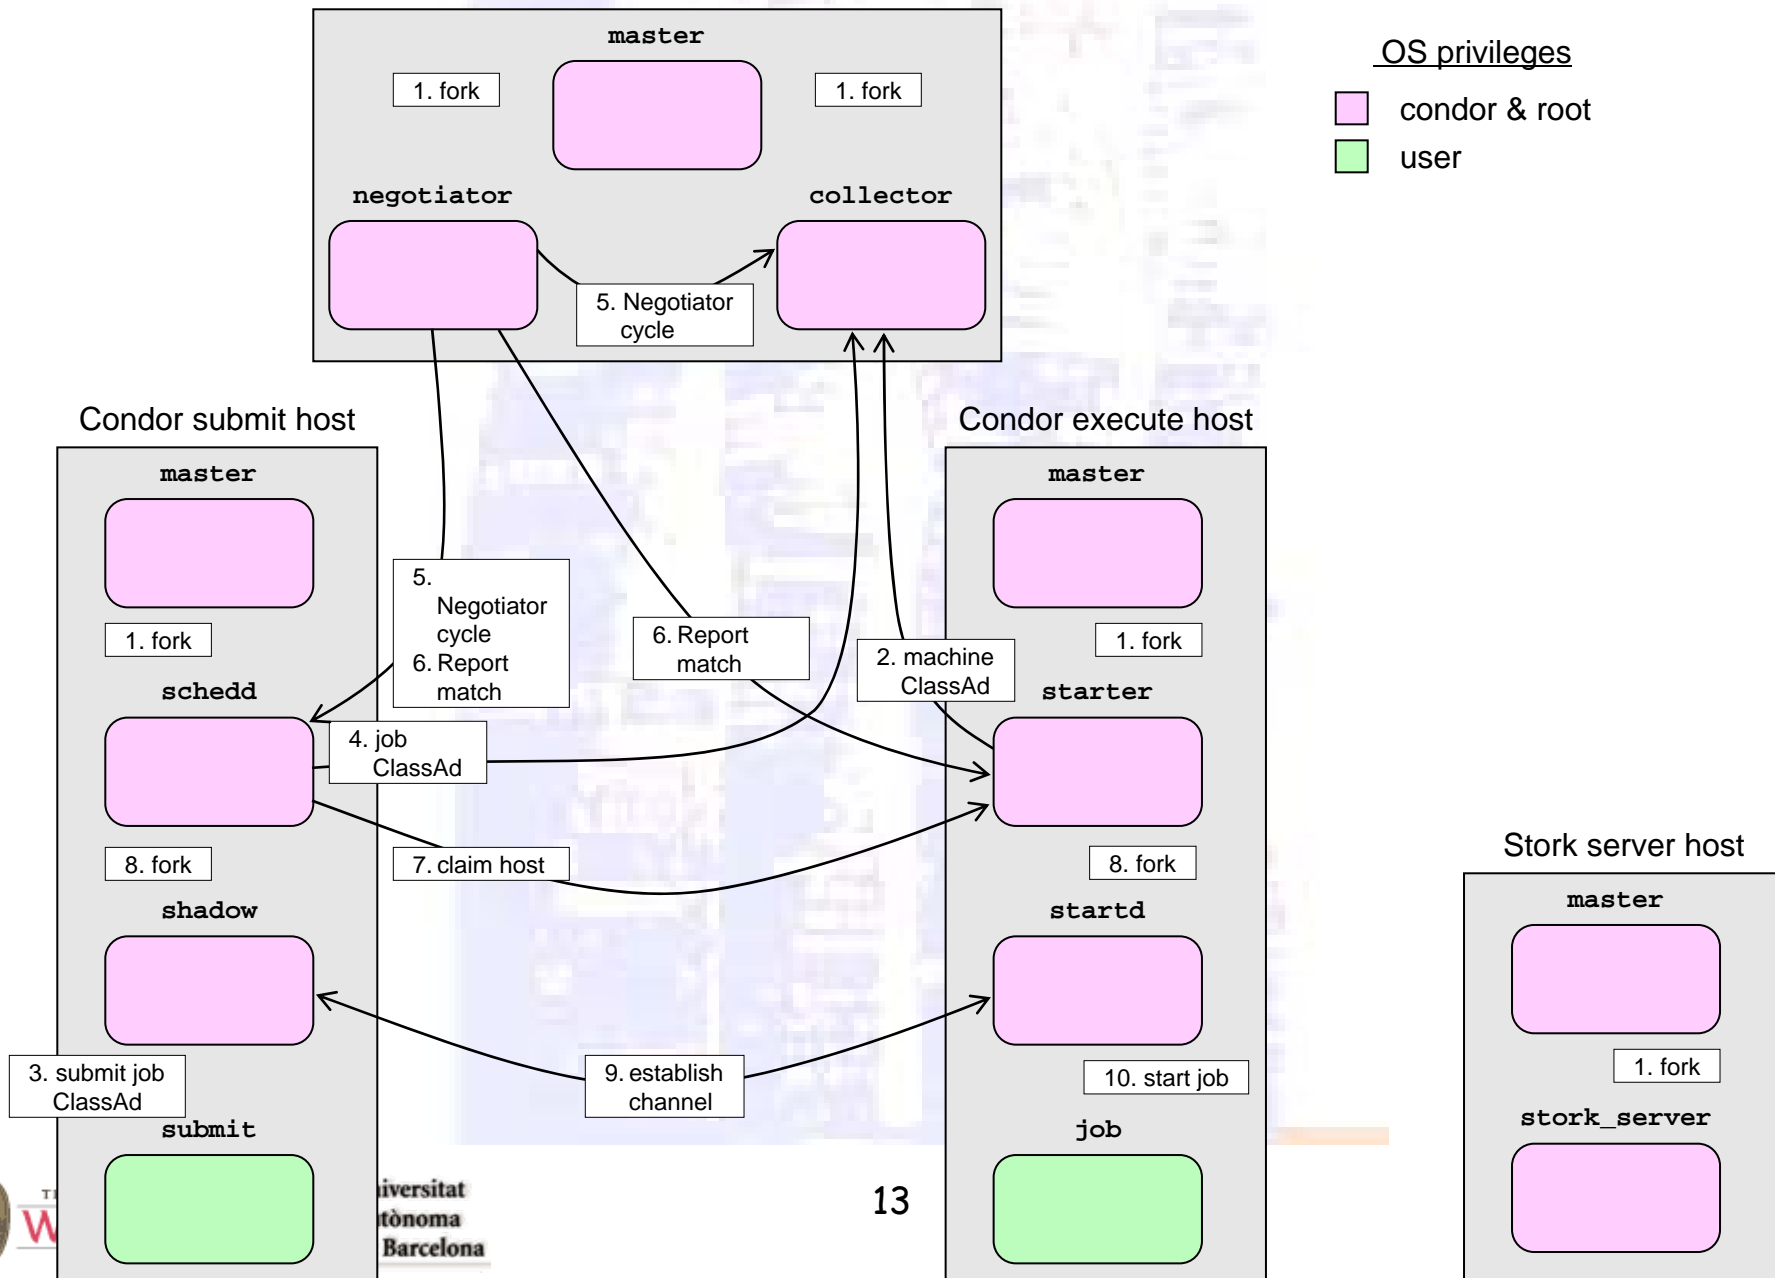 master
1. fork
1. fork
negotiator
collector
5. Negotiator
cycle
OS privileges
condor & root
user
Condor submit host
master
1. fork
schedd
5.
Negotiator
cycle
6. Report
match
6. Report
match
4. job
ClassAd
8. fork
7. claim host
shadow
3. submit job
ClassAd
submit
9. establish
channel
Condor execute host
master
1. fork
2. machine
ClassAd
starter
8. fork
startd
10. start job
job
Stork server host
master
1. fork
stork_server
W
iversitat
tònoma
Barcelona
13